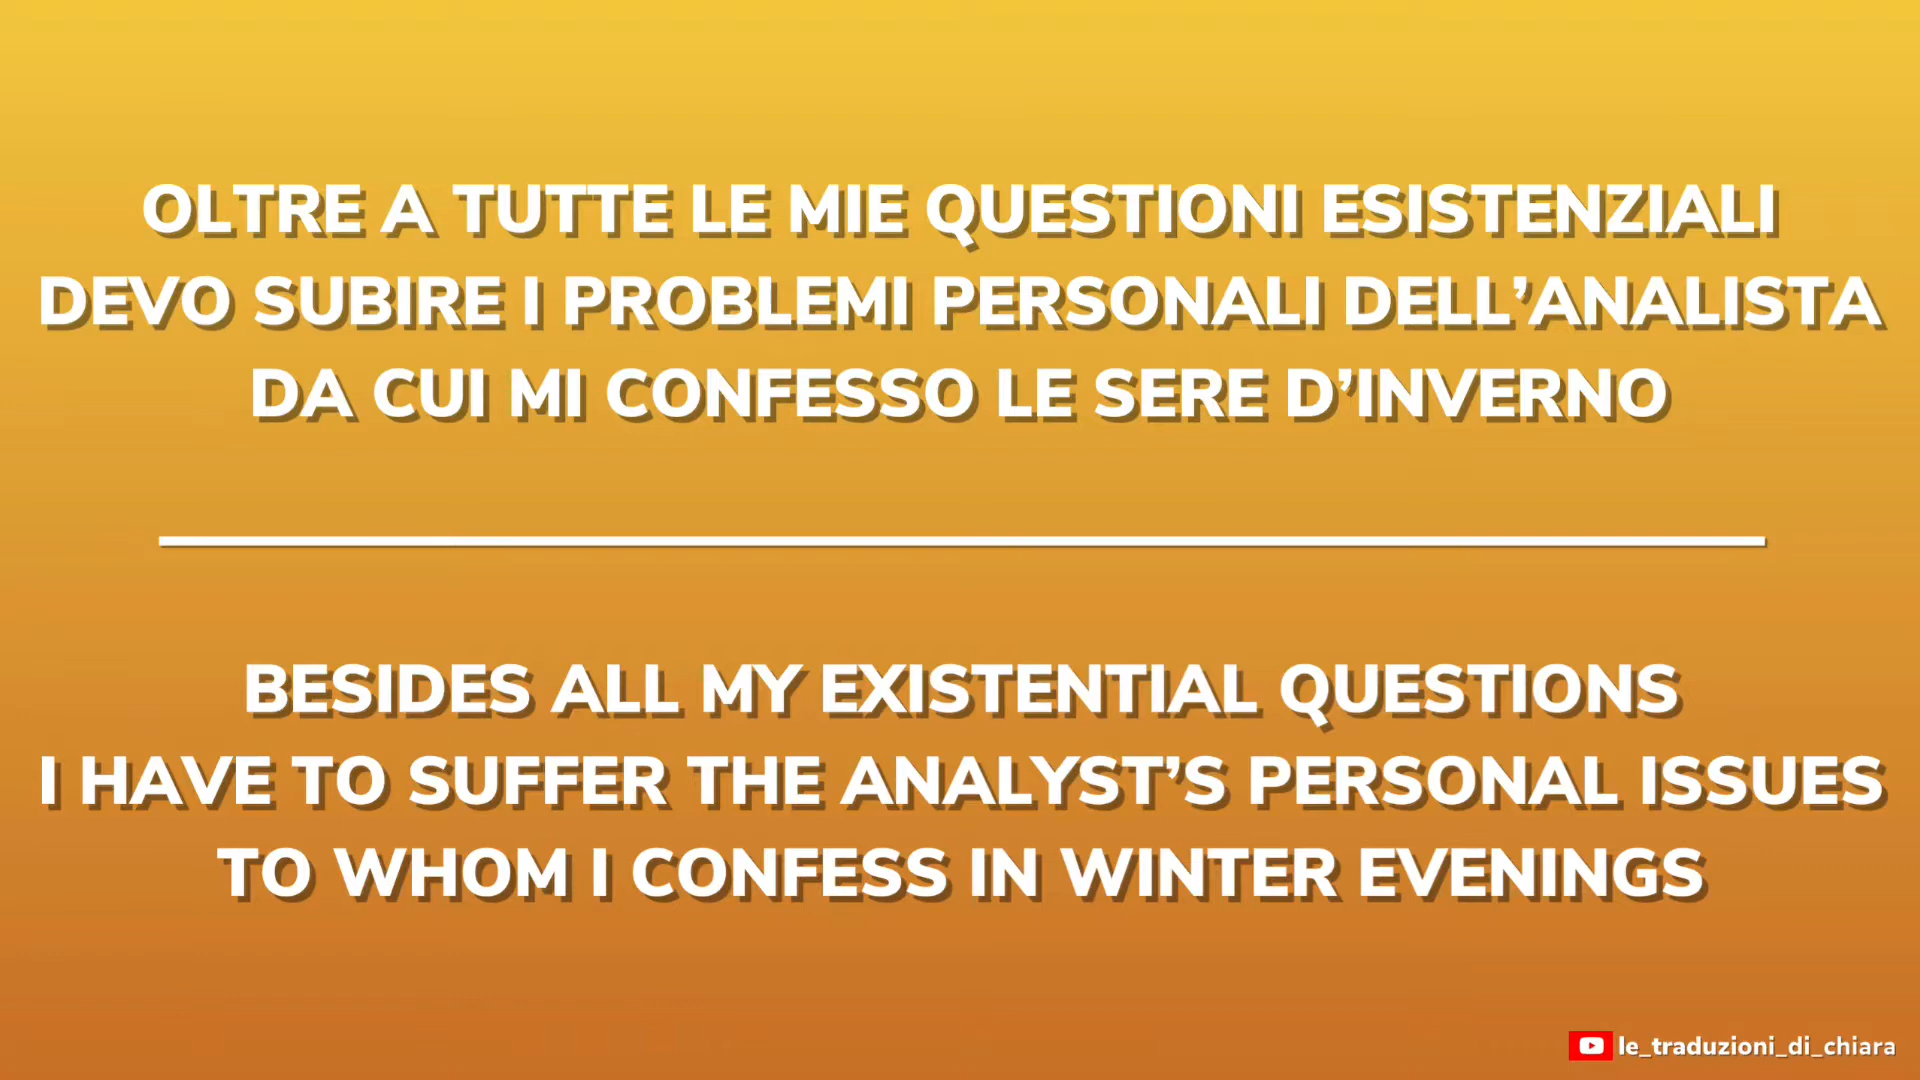 OLTRE A TUTTE LE MIE QUESTIONI ESISTENZIALI
DEVO SUBIRE I PROBLEMI PERSONALI DELL’ANALISTA
DA CUI MI CONFESSO LE SERE D’INVERNO
BESIDES ALL MY EXISTENTIAL QUESTIONS
I HAVE TO SUFFER THE ANALYST’S PERSONAL ISSUES
TO WHOM I CONFESS IN WINTER EVENINGS
le_traduzioni_di_chiara